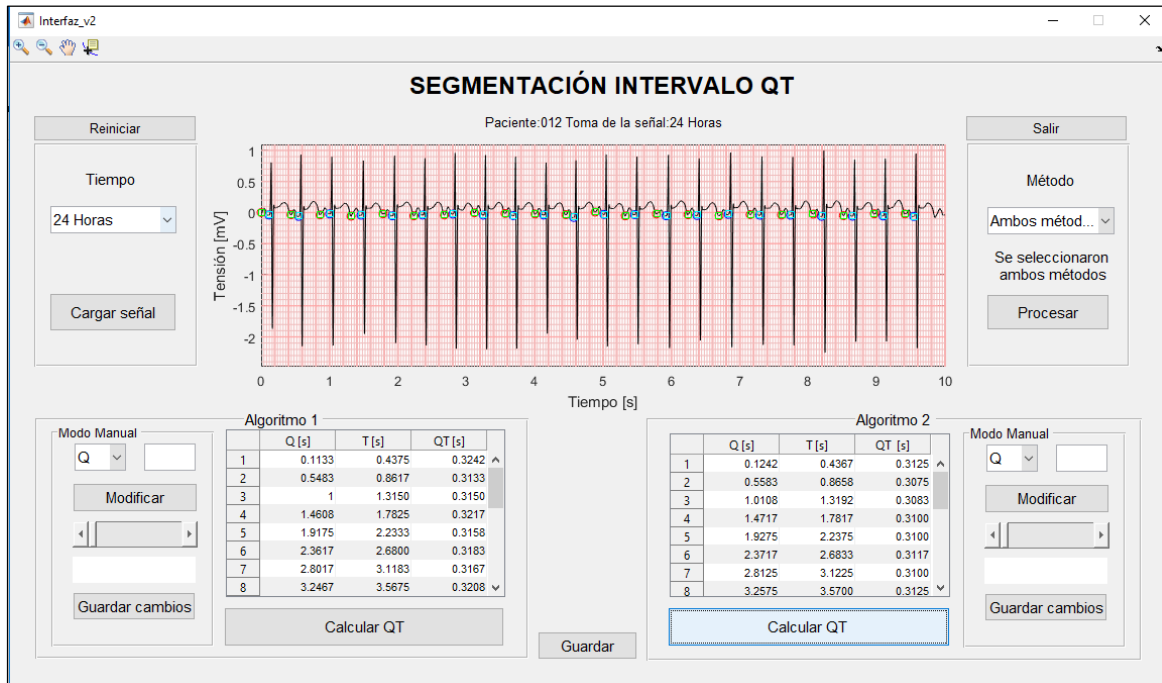 Interfaz_v2
SEGMENTACIÓN INTERVALO QT
Reiniciar
Tiempo
24 Horas
Cargar señal
Paciente:012 Toma de la señal:24 Horas
Tensión [mV]
1
0.5
0
-0.5
-1
-1.5
-2
0 1 2 3 4 5 6 7 8 9 10
Tiempo [s]
Salir
Método
Ambos métod...
Se seleccionaron
ambos métodos
Procesar
Algoritmo 1
Modo Manual
Q
Modificar
Guardar cambios
Q [s] T [s] QT [s]
1 0.1133 0.4375 0.3242
2 0.5483 0.8617 0.3133
3 1 1.3150 0.3150
4 1.4608 1.7825 0.3217
5 1.9175 2.2333 0.3158
6 2.3617 2.6800 0.3183
7 2.8017 3.1183 0.3167
8 3.2467 3.5675 0.3208
Calcular QT
Guardar
Algoritmo 2
Q [s] T [s] QT [s]
1 0.1242 0.4367 0.3125
2 0.5583 0.8658 0.3075
3 1.0108 1.3192 0.3083
4 1.4717 1.7817 0.3100
5 1.9275 2.2375 0.3100
6 2.3717 2.6833 0.3117
7 2.8125 3.1225 0.3100
8 3.2575 3.5700 0.3125
Calcular QT
Modo Manual
Q
Modificar
Guardar cambios